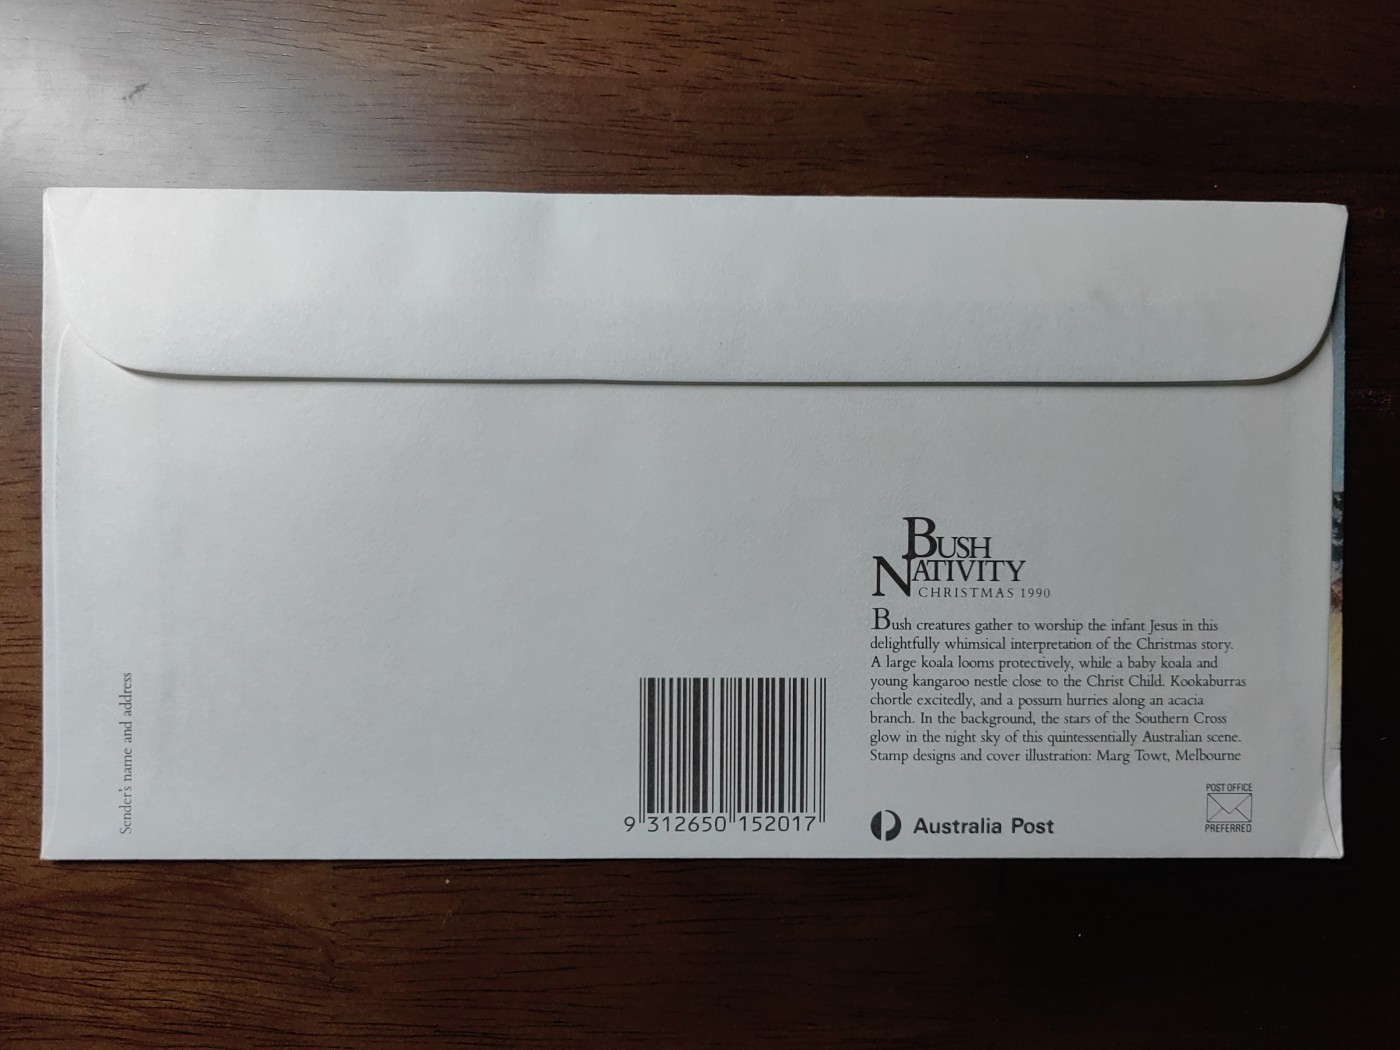 BUSH
NATIVITY
CHRISTMAS 1990
Bush creatures gather to worship the infant Jesus in this
delightfully whimsical interpretation of the Christmas story.
A large koala looms protectively, while a baby koala and
young kangaroo nestle close to the Christ Child. Kookaburras
chortle excitedly, and a possum hurries along an acacia
branch. In the background, the stars of the Southern Cross
glow in the night sky of this quintessentially Australian scene.
Stamp designs and cover illustration: Marg Towt, Melbourne
Sender's name and address
9 312650 152017
Australia Post
POST OFFICE
PREFERRED